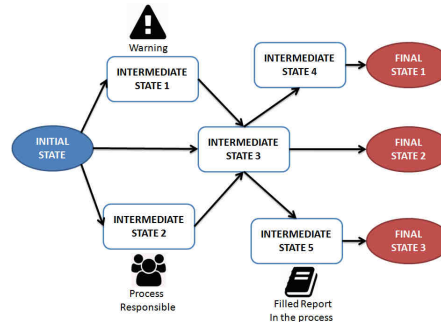 Warning
INTERMEDIATE
STATE 1
INTERMEDIATE
STATE 4
FINAL
STATE 1
INITIAL
STATE
INTERMEDIATE
STATE 3
FINAL
STATE 2
INTERMEDIATE
STATE 2
INTERMEDIATE
STATE 5
FINAL
STATE 3
Process
Responsible
Filled Report
In the process